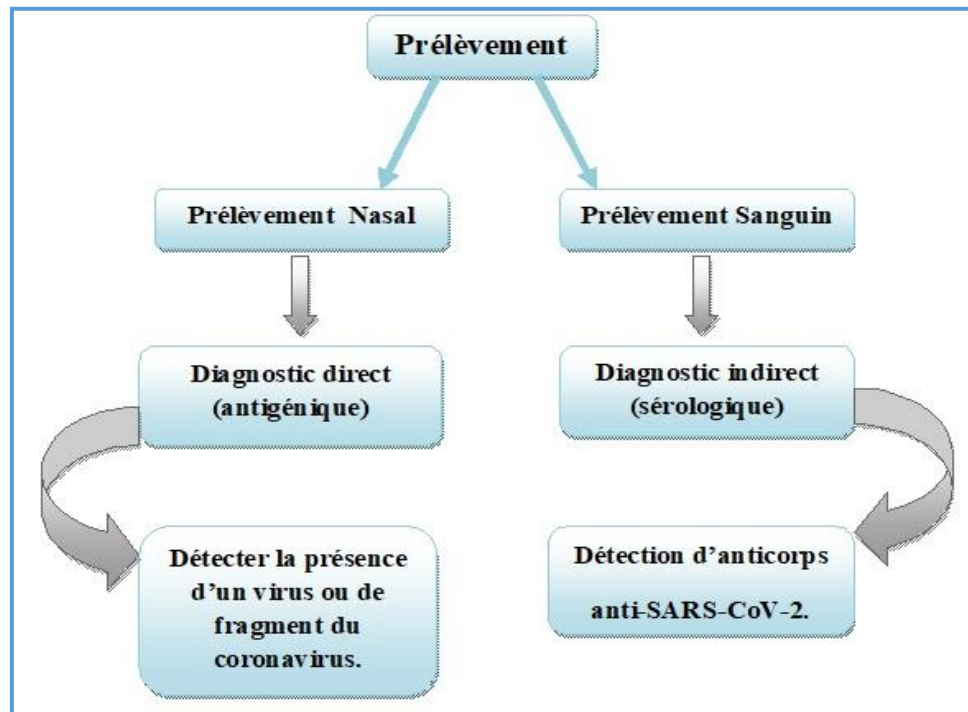 Prélèvement
Prélèvement Nasal
Prélèvement Sanguin
Diagnostic direct
(antigénique)
Diagnostic indirect
(sérologique)
Détecter la présence
d'un virus ou de
fragment du
coronavirus.
Détection d'anticorps
anti-SARS-CoV-2.